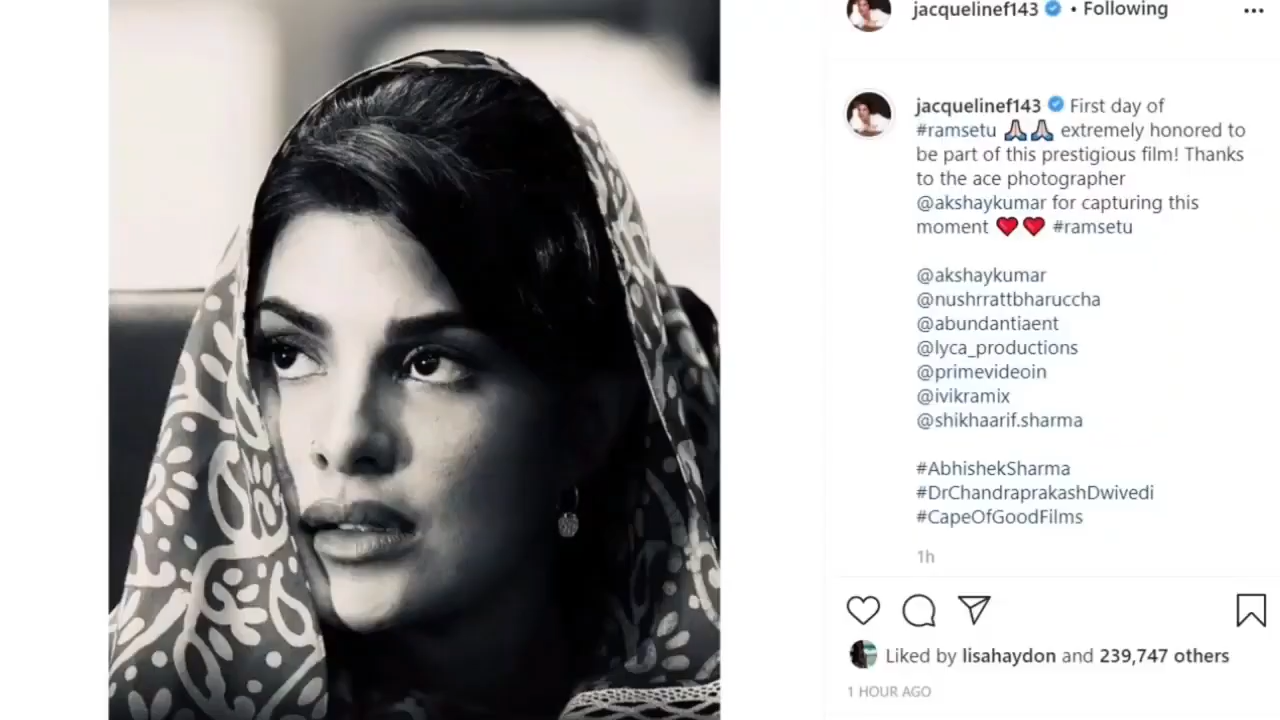 jacquelinef143 • Following
jacquelinef143 First day of
#ramsetu 🙏🏻🙏🏻 extremely honored to
be part of this prestigious film! Thanks
to the ace photographer
@akshaykumar for capturing this
moment ❤️❤️ #ramsetu
@akshaykumar
@nushrrattbharuccha
@abundantiaent
@lyca_productions
@primevideoin
@ivikramix
@shikhaarif.sharma
#AbhishekSharma
#DrChandraprakashDwivedi
#CapeOfGoodFilms
1h
Liked by lisahaydon and 239,747 others
1 HOUR AGO